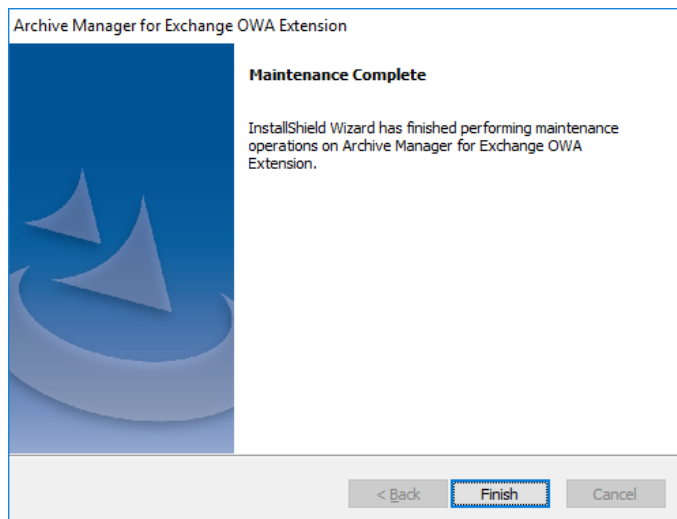 Archive Manager for Exchange OWA Extension
Maintenance Complete
InstallShield Wizard has finished performing maintenance
operations on Archive Manager for Exchange OWA
Extension.
< Back Finish Cancel